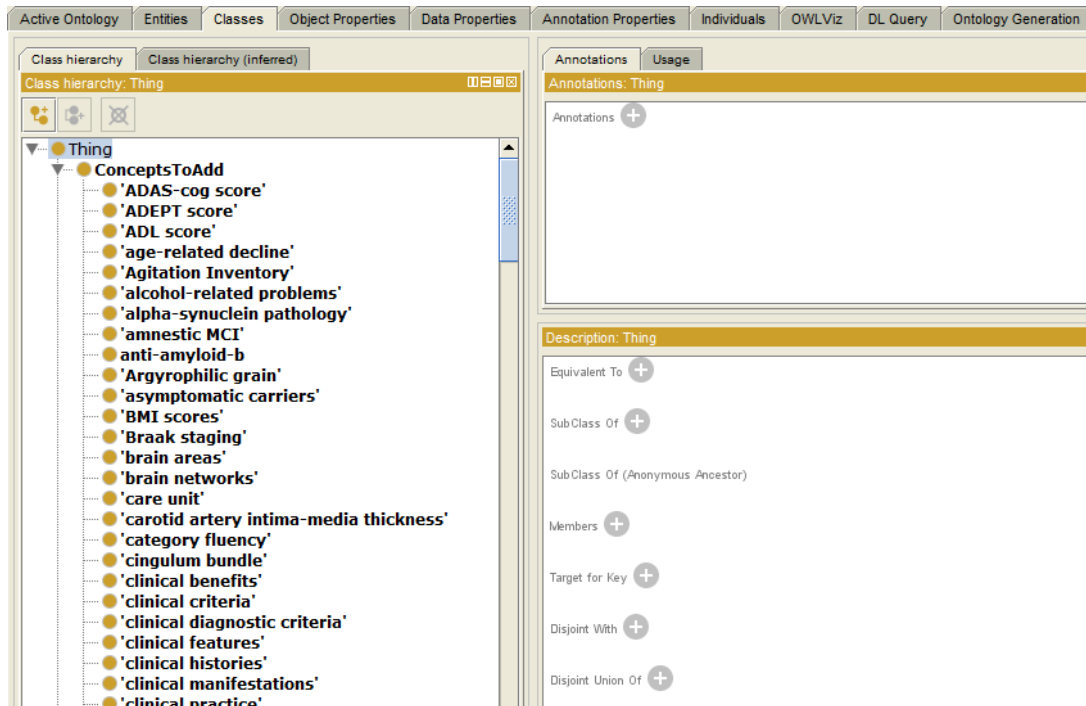 Active Ontology Entities Classes Object Properties Data Properties Annotation Properties Individuals OWLViz DL Query Ontology Generation
Class hierarchy Class hierarchy (inferred)
Class hierarchy: Thing
Thing
ConceptsToAdd
'ADAS-cog score'
'ADEPT score'
'ADL score'
'age-related decline'
'Agitation Inventory'
'alcohol-related problems'
'alpha-synuclein pathology'
'amnestic MCI'
anti-amyloid-b
'Argyrophilic grain'
'asymptomatic carriers'
'BMI scores'
'Braak staging'
'brain areas'
'brain networks'
'care unit'
'carotid artery intima-media thickness'
'category fluency'
'cingulum bundle'
'clinical benefits'
'clinical criteria'
'clinical diagnostic criteria'
'clinical features'
'clinical histories'
'clinical manifestations'
'clinical practice'
Annotations Usage
Annotations: Thing
Annotations
Description: Thing
Equivalent To
SubClass Of
SubClass Of (Anonymous Ancestor)
Members
Target for Key
Disjoint With
Disjoint Union Of